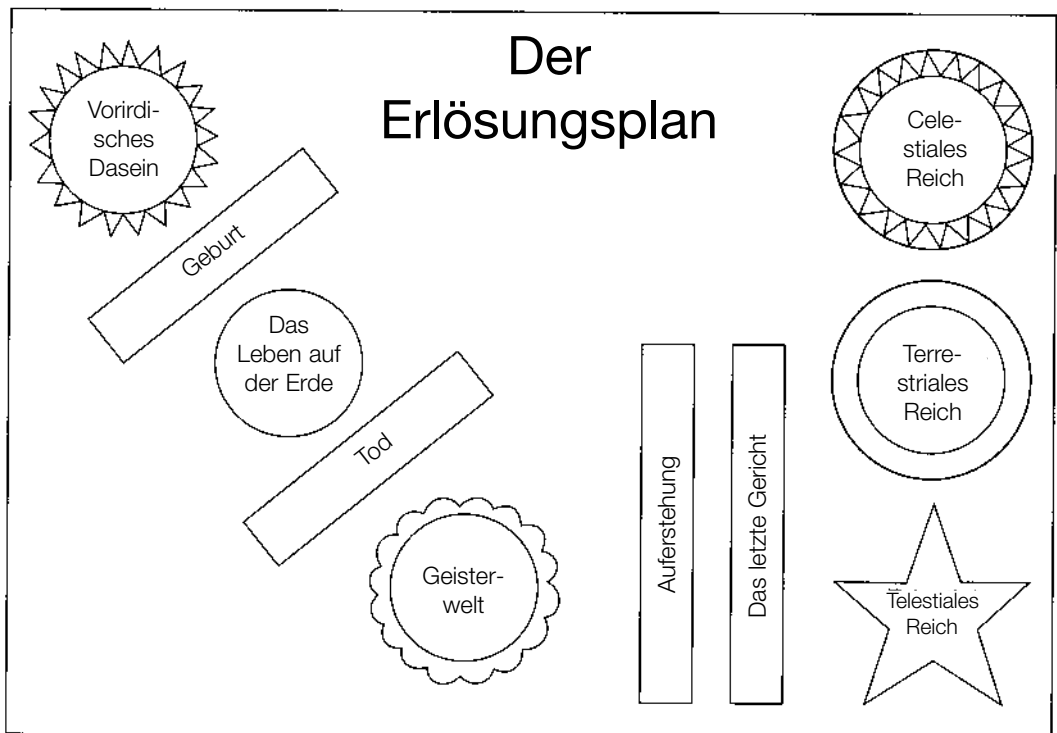 Der
Erlösungsplan
Vorirdi-
sches
Dasein
Geburt
Das
Leben auf
der Erde
Tod
Geister-
welt
Auferstehung
Das letzte Gericht
Cele-
stiales
Reich
Terre-
striales
Reich
Telestiales
Reich